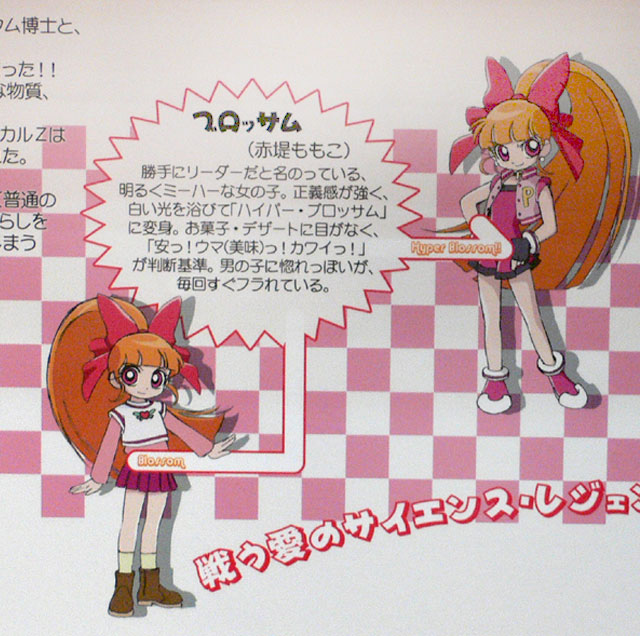 タム博士と、
った!!
な物質、
カルZは
た。
普通の
らしを
まう
ブロッサム
(赤堤ももこ)
勝手にリーダーだと名のっている、
明るくミーハーな女の子。正義感が強く、
白い光を浴びて「ハイパー・ブロッサム」
に変身。お菓子・デザートに目がなく、
「安っ!ウマ(美味)っ!カワイっ!」
が判断基準。男の子に惚れっぽいが、
毎回すぐフラれている。
P
Hyper Blossom!!
Blossom
戦う愛のサイエンス・レジェン